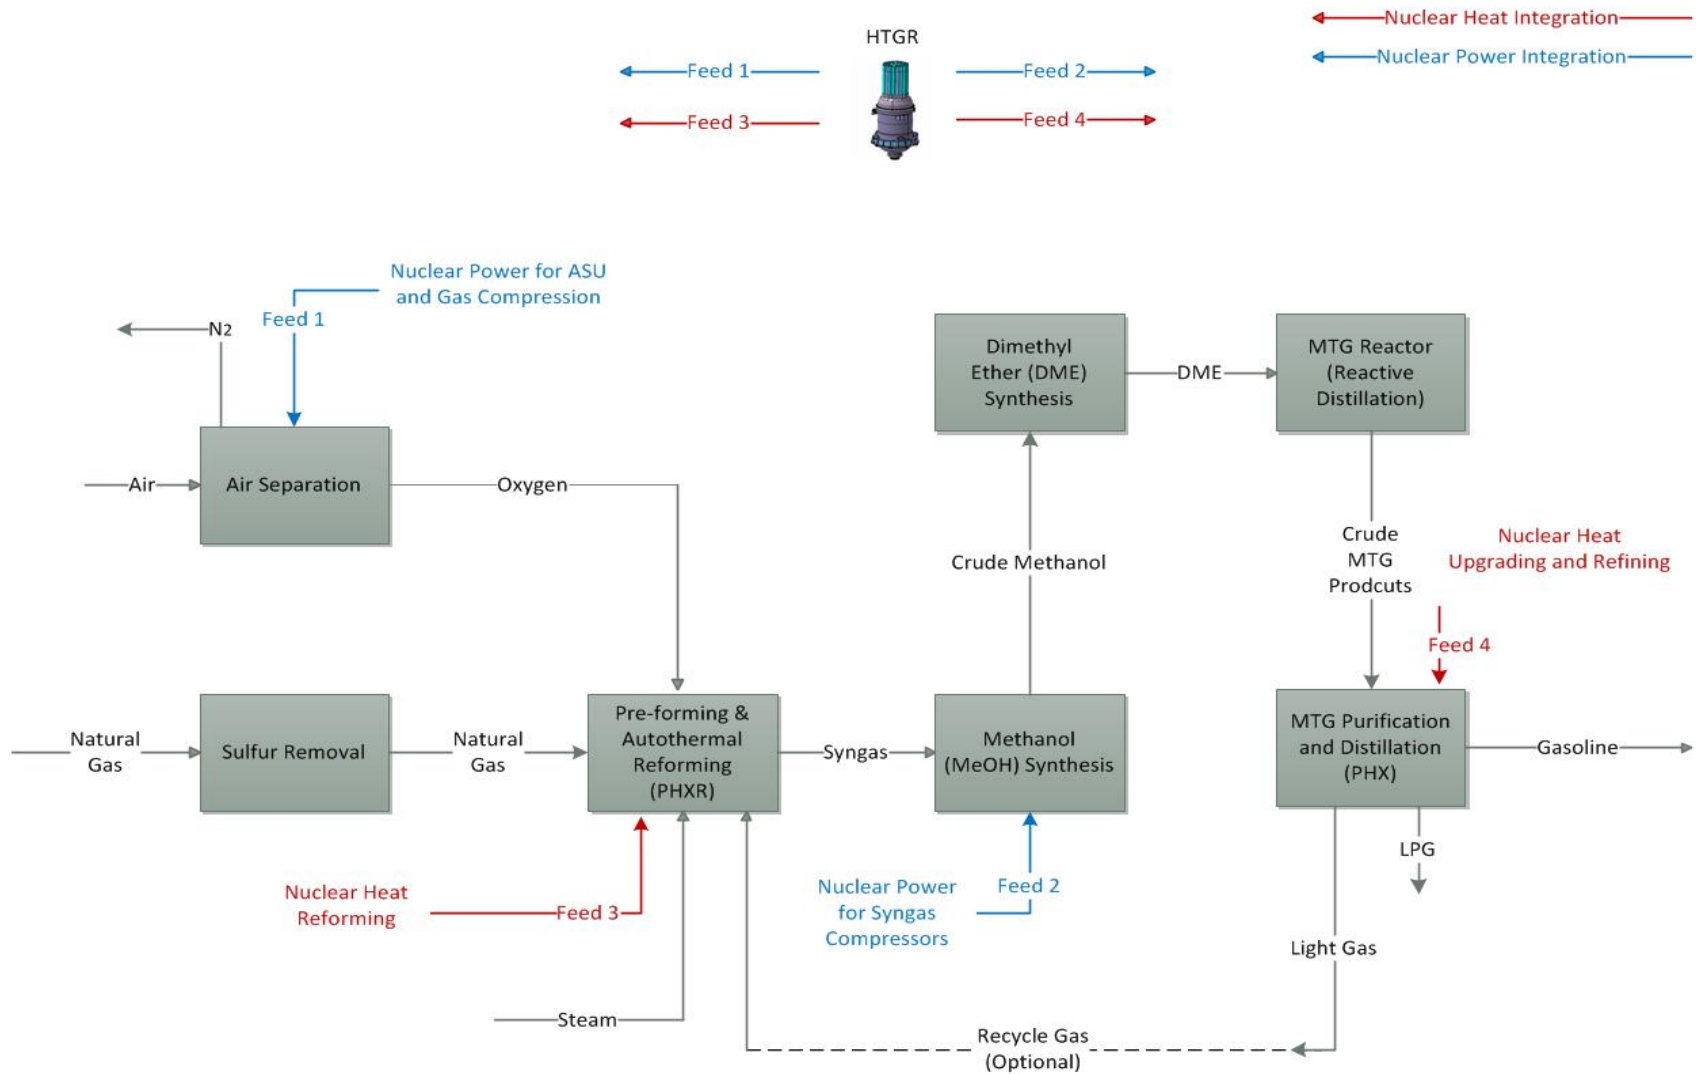 HTGR
Nuclear Heat Integration
Nuclear Power Integration
Feed 1
Feed 2
Feed 3
Feed 4
Nuclear Power for ASU
and Gas Compression
Feed 1
N2
Air
Air Separation
Oxygen
Dimethyl
Ether (DME)
Synthesis
DME
MTG Reactor
(Reactive
Distillation)
Crude Methanol
Crude
MTG
Prodcuts
Nuclear Heat
Upgrading and Refining
Feed 4
Natural
Gas
Sulfur Removal
Natural
Gas
Pre-forming &
Autothermal
Reforming
(PHXR)
Syngas
Methanol
(MeOH) Synthesis
MTG Purification
and Distillation
(PHX)
Gasoline
LPG
Nuclear Heat
Reforming
Feed 3
Nuclear Power
for Syngas
Compressors
Feed 2
Light Gas
Steam
Recycle Gas
(Optional)